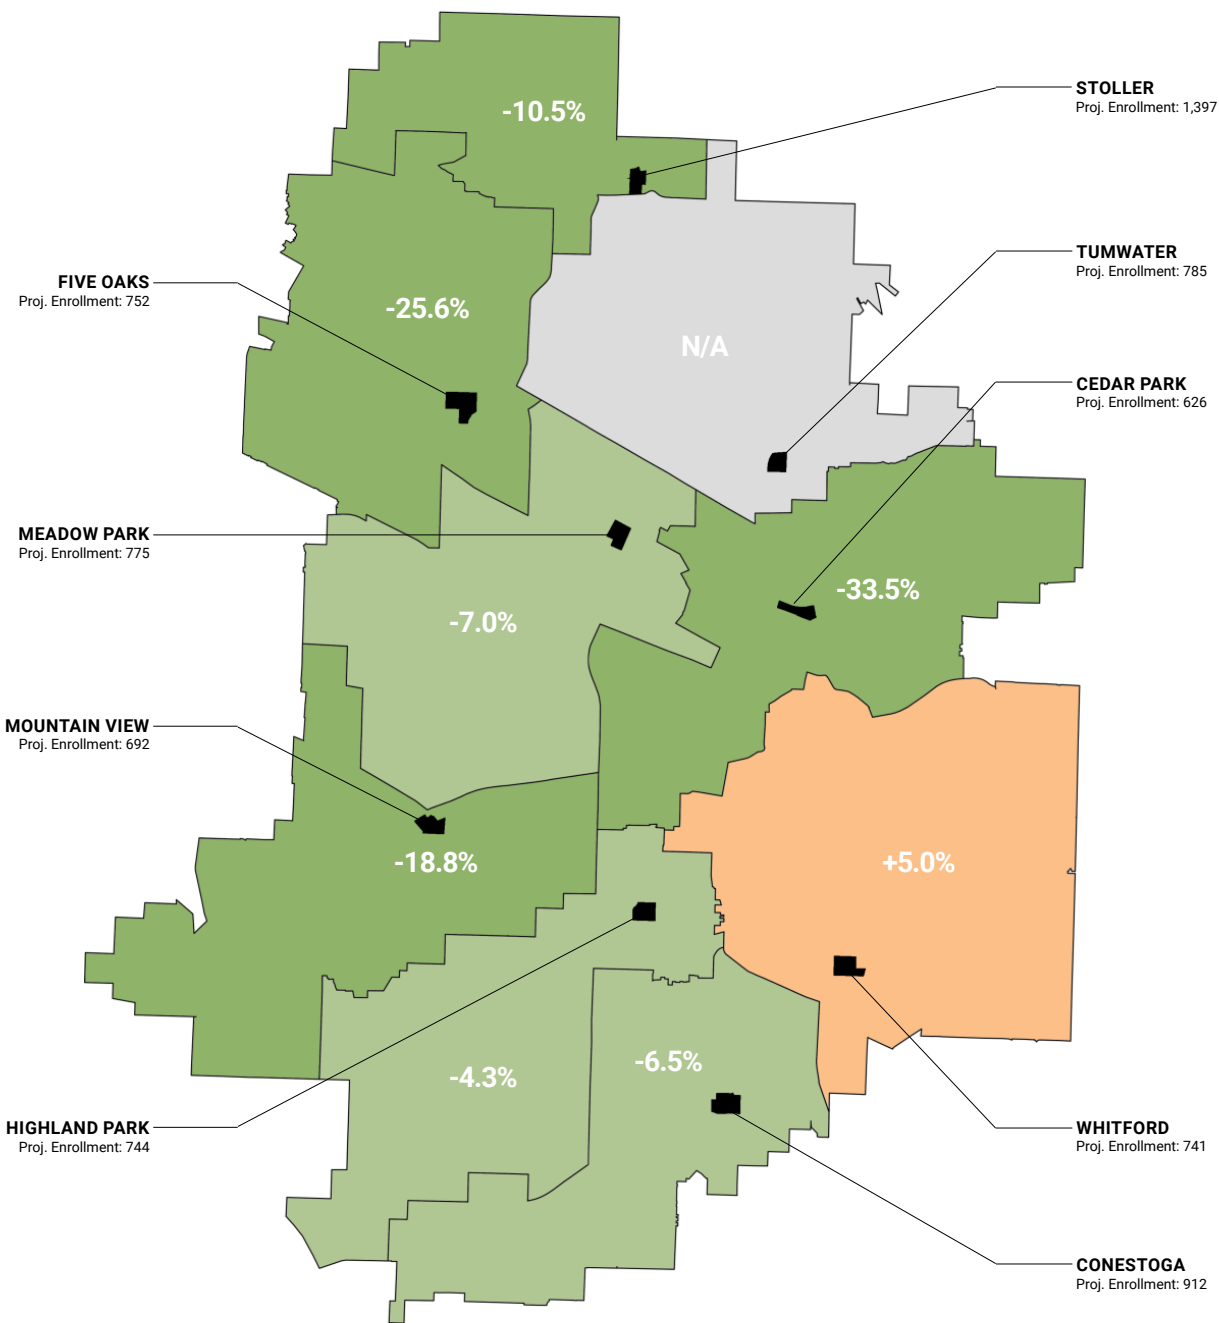 -10.5%
STOLLER
Proj. Enrollment: 1,397
TUMWATER
Proj. Enrollment: 785
FIVE OAKS
Proj. Enrollment: 752
-25.6%
N/A
CEDAR PARK
Proj. Enrollment: 626
MEADOW PARK
Proj. Enrollment: 775
-33.5%
-7.0%
MOUNTAIN VIEW
Proj. Enrollment: 692
-18.8%
+5.0%
-6.5%
-4.3%
HIGHLAND PARK
Proj. Enrollment: 744
WHITFORD
Proj. Enrollment: 741
CONESTOGA
Proj. Enrollment: 912